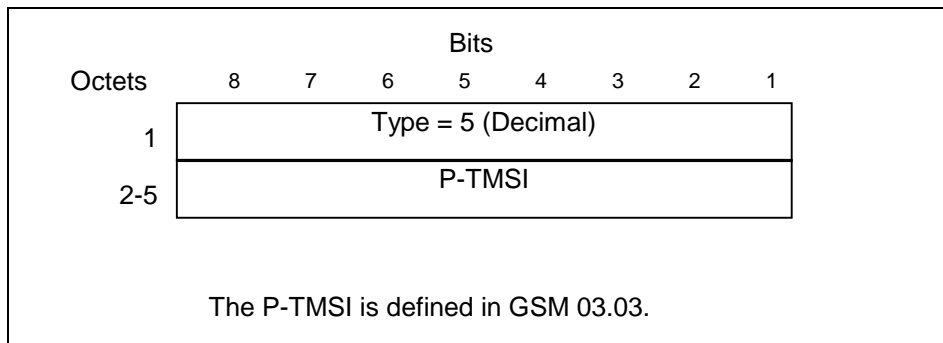 Bits
Octets 8 7 6 5 4 3 2 1
1 Type = 5 (Decimal)
2-5 P-TMSI
The P-TMSI is defined in GSM 03.03.